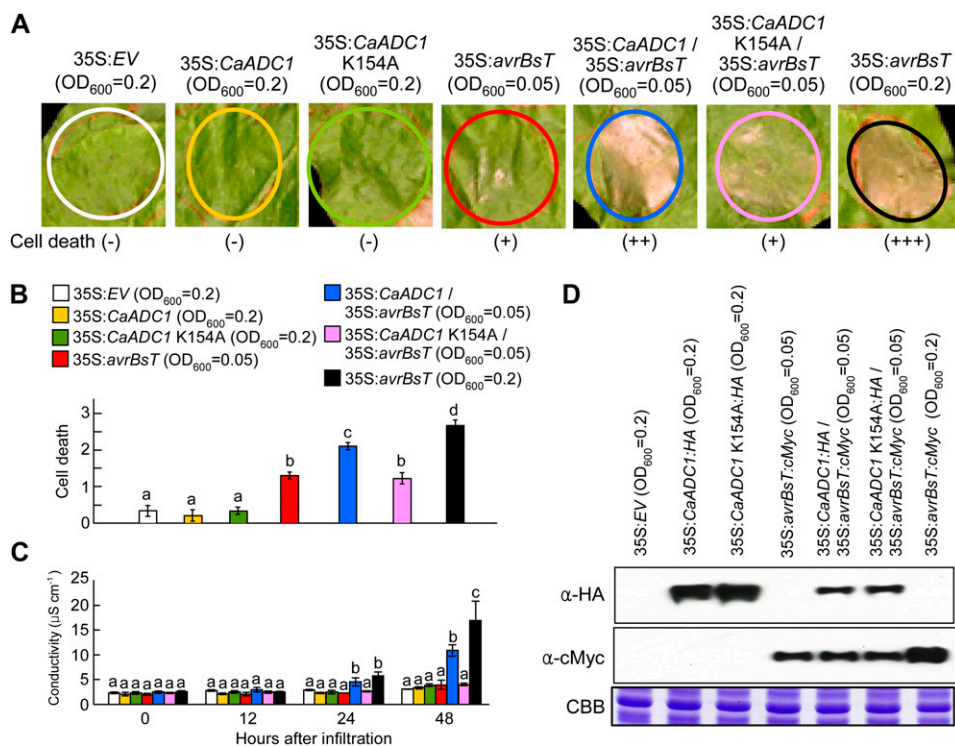 A
35S:EV
(OD600=0.2)
35S:CaADC1
(OD600=0.2)
35S:CaADC1
K154A
(OD600=0.2)
35S:avrBsT
(OD600=0.05)
35S:CaADC1 /
35S:avrBsT
(OD600=0.05)
35S:CaADC1
K154A /
35S:avrBsT
(OD600=0.05)
35S:avrBsT
(OD600=0.2)
Cell death (-) (-) (-) (+) (++) (+) (+++)
B
35S:EV (OD600=0.2)
35S:CaADC1 (OD600=0.2)
35S:CaADC1 K154A (OD600=0.2)
35S:avrBsT (OD600=0.05)
35S:CaADC1 /
35S:avrBsT (OD600=0.05)
35S:CaADC1 K154A /
35S:avrBsT (OD600=0.05)
35S:avrBsT (OD600=0.2)
Cell death
3
2
1
0
a a a b c b d
C
Conductivity (μS cm-1)
25
20
15
10
5
0
a a a a a a a
a a a a a a a
a a a a b a b
a a a a b a c
0 12 24 48
Hours after infiltration
D
35S:EV (OD600=0.2)
35S:CaADC1:HA (OD600=0.2)
35S:CaADC1 K154A:HA (OD600=0.2)
35S:avrBsT:cMyc (OD600=0.05)
35S:CaADC1:HA /
35S:avrBsT:cMyc (OD600=0.05)
35S:CaADC1 K154A:HA /
35S:avrBsT:cMyc (OD600=0.05)
35S:avrBsT:cMyc (OD600=0.2)
α-HA
α-cMyc
CBB